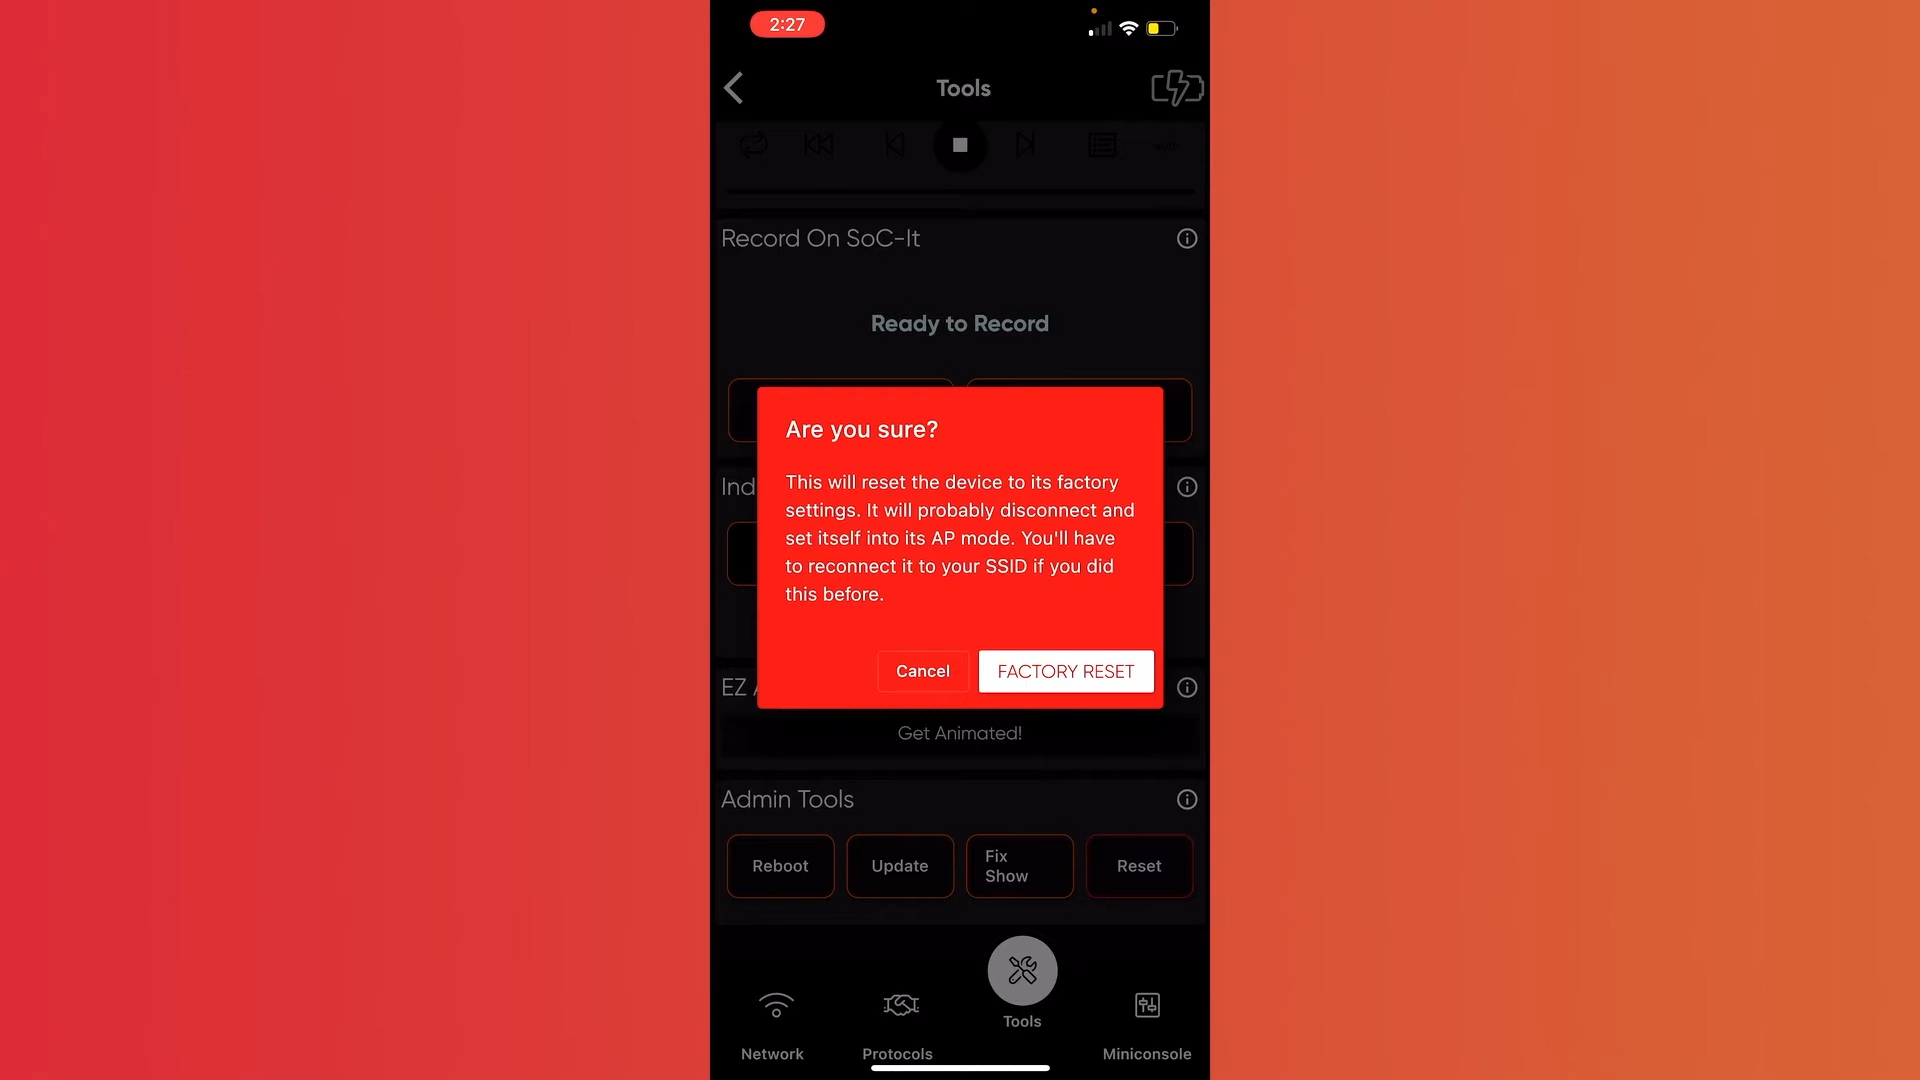 2:27
Tools
Record On SoC-It
Ready to Record
Are you sure?
This will reset the device to its factory
settings. It will probably disconnect and
set itself into its AP mode. You'll have
to reconnect it to your SSID if you did
this before.
Ind
Cancel
FACTORY RESET
EZ
Get Animated!
Admin Tools
Reboot
Update
Fix
Show
Reset
Tools
Network
Protocols
Miniconsole